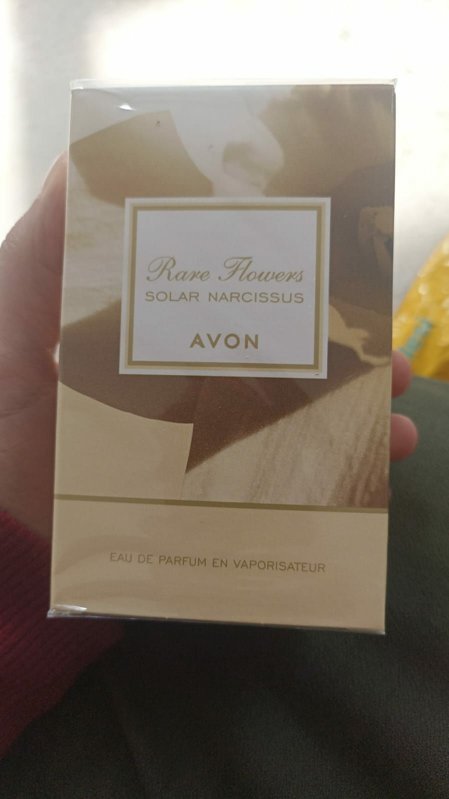 Rare Flowers
SOLAR NARCISSUS
AVON
EAU DE PARFUM EN VAPORISATEUR